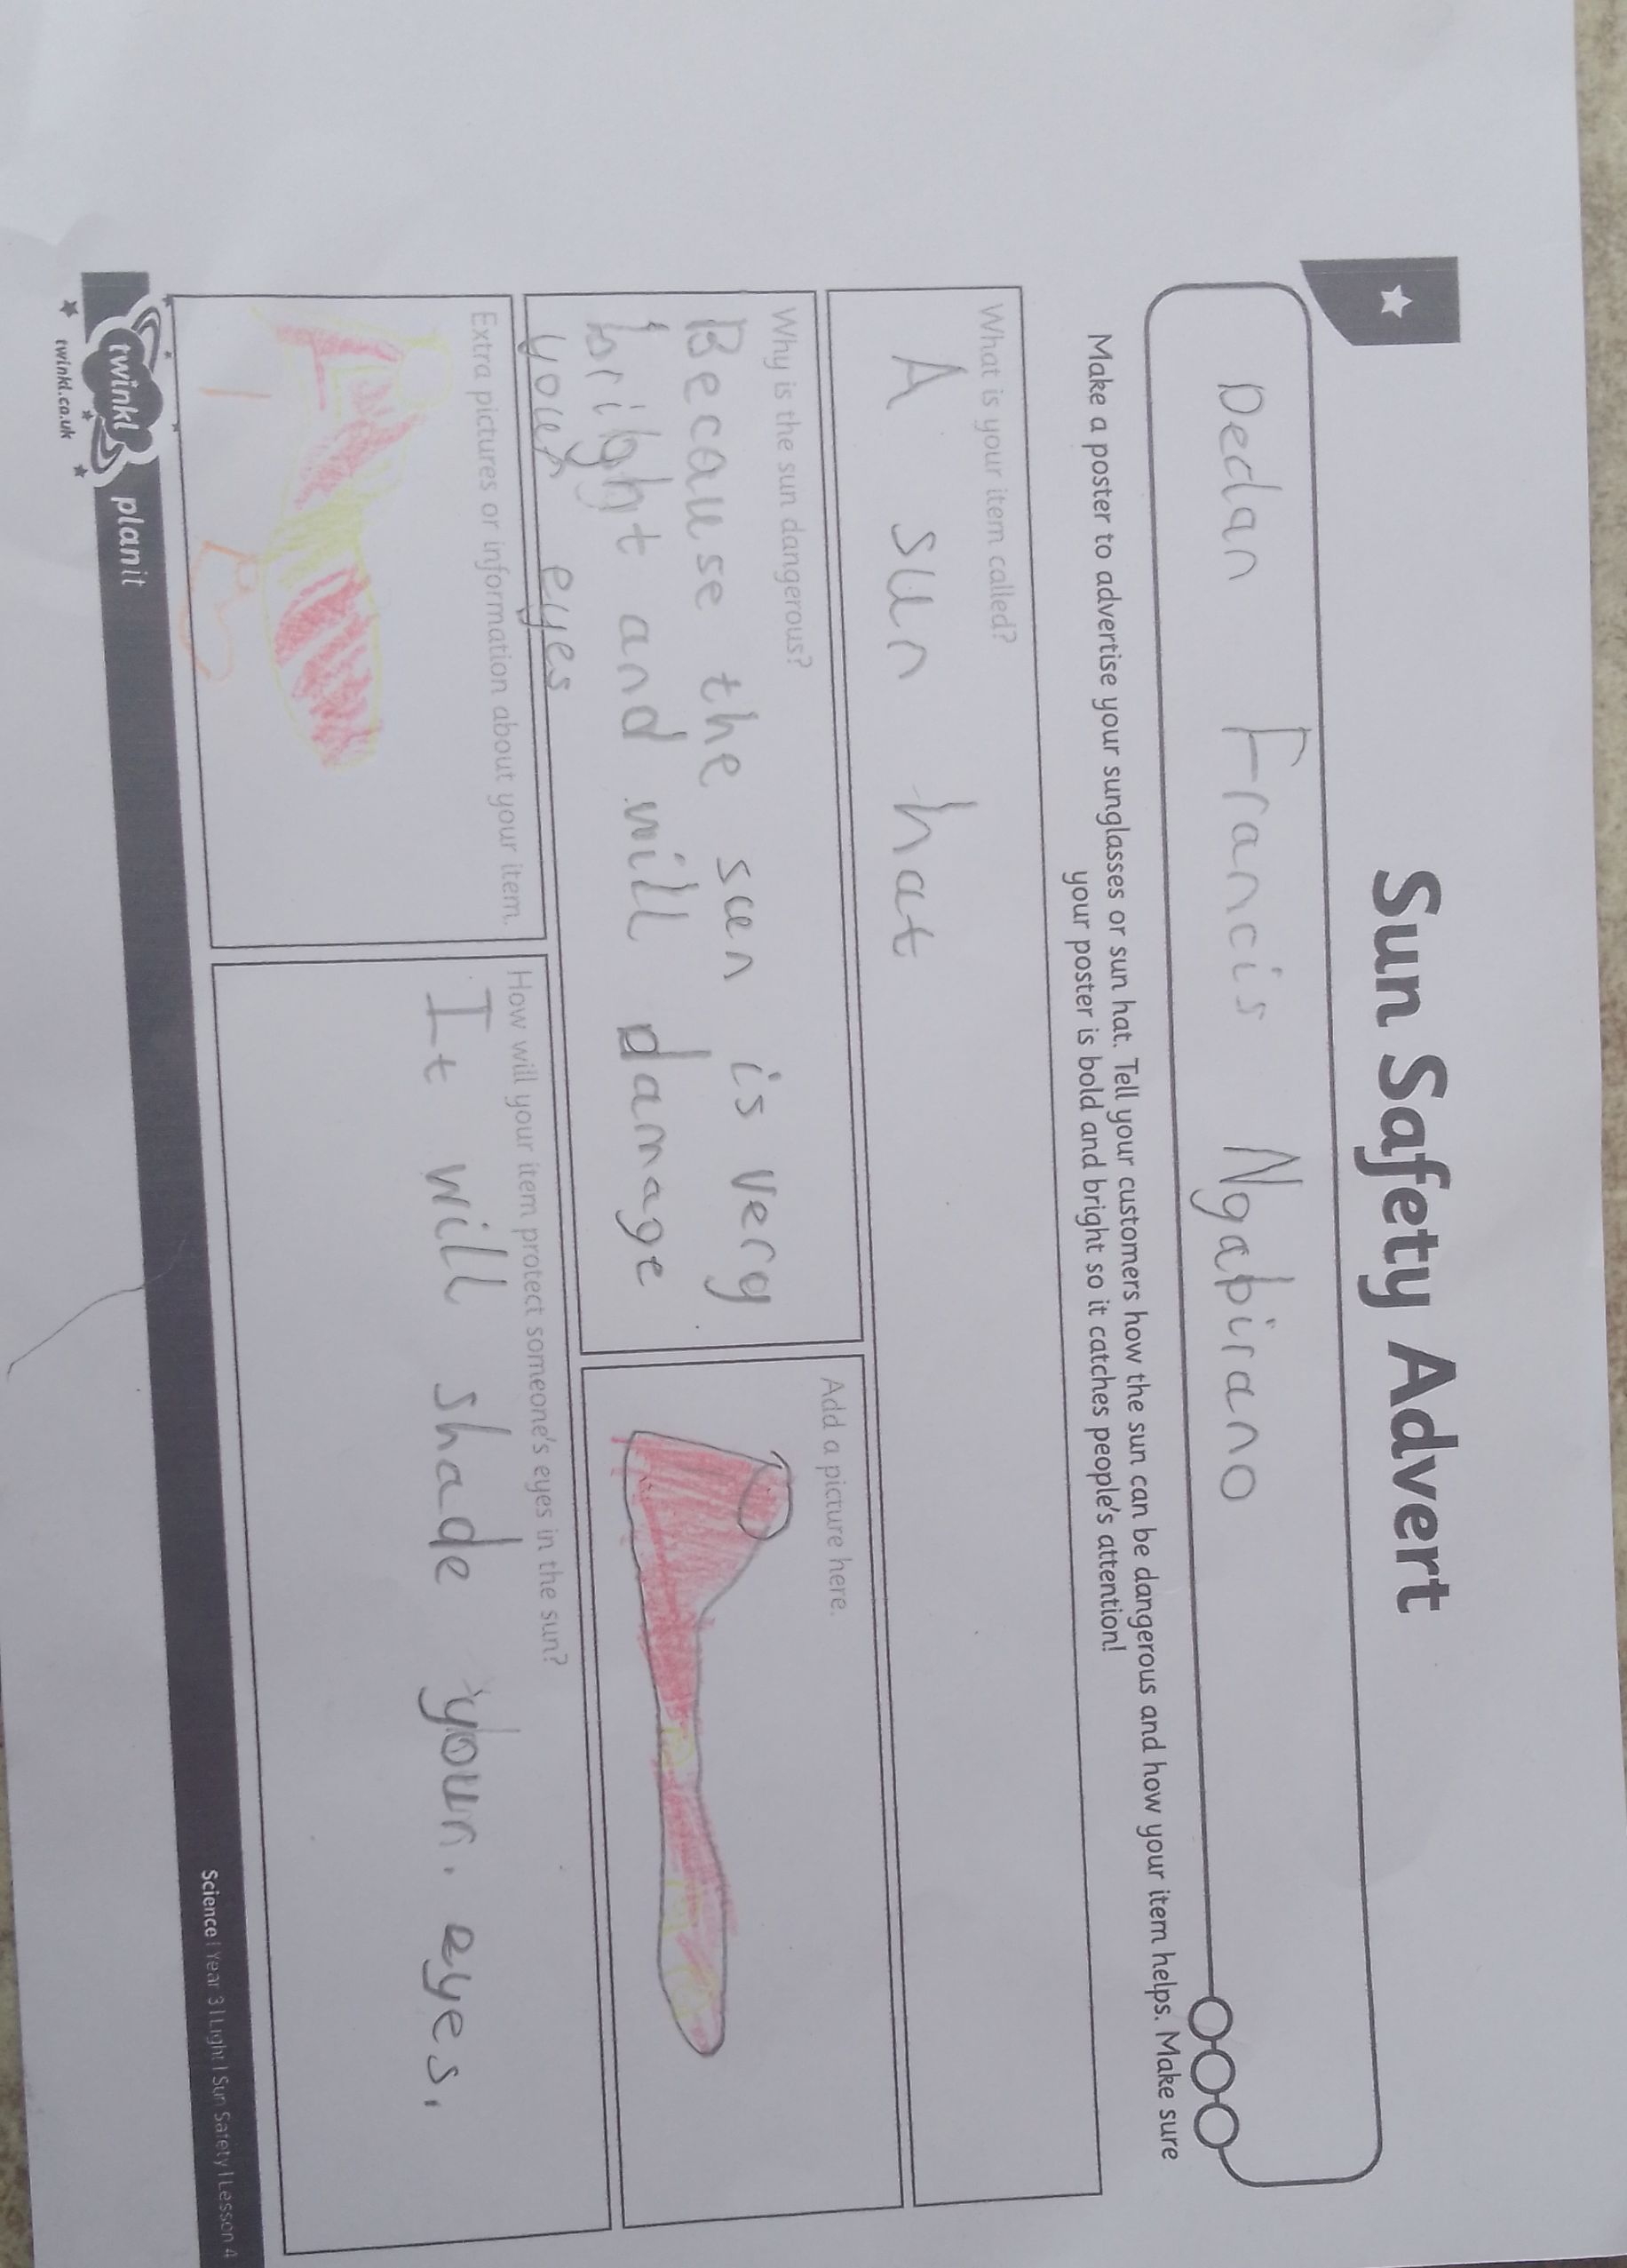 Sun Safety Advert
Dedan Francis Ngabirano
Make a poster to advertise your sunglasses or sun hat. Tell your customers how the sun can be dangerous and how your item helps. Make sure
your poster is bold and bright so it catches people's attention!
What is your item called?
A sun hat
Why is the sun dangerous?
Because the sun is very
bright and will damage
your eyes
Add a picture here.
Extra pictures or information about your item.
How will your item protect someone's eyes in the sun?
It will shade your. eyes.
Science | Year 3 | Light | Sun Safety | Lesson 4
twinkl planit
twinkl.co.uk